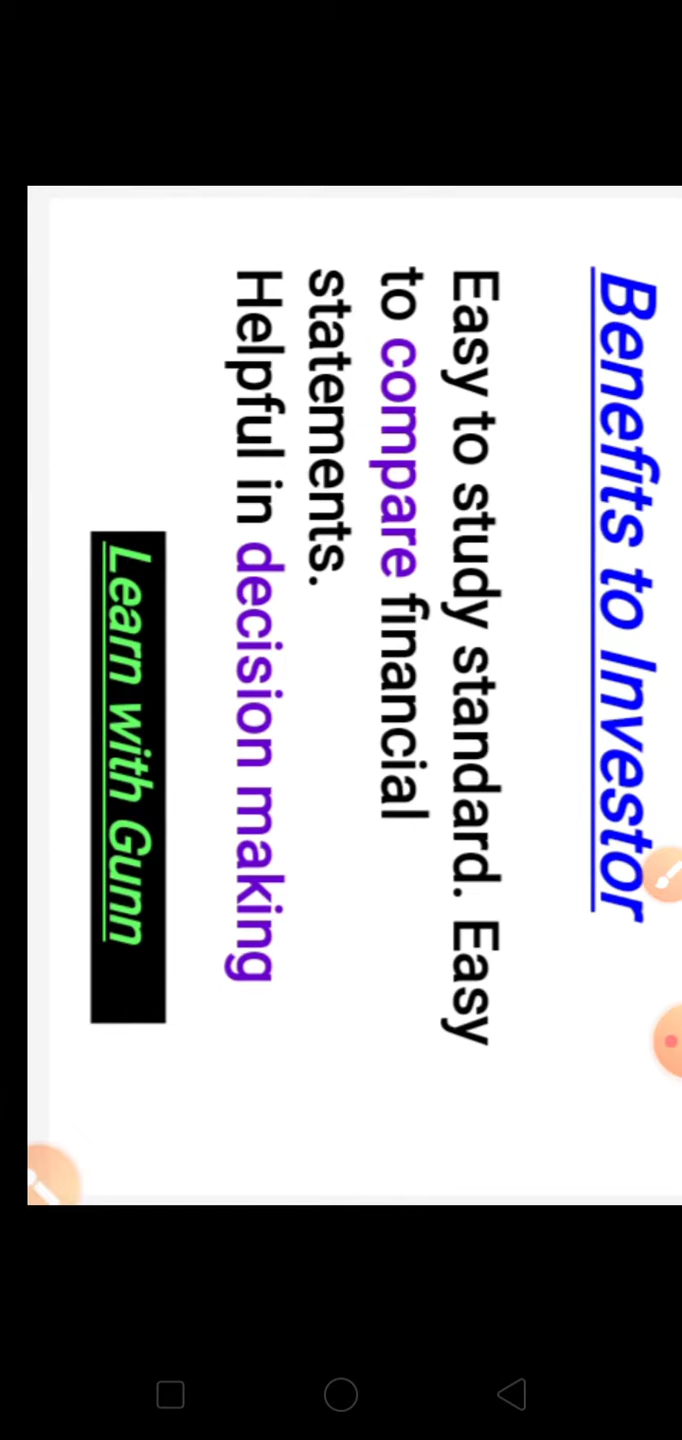 Benefits to Investor
Easy to study standard. Easy
to compare financial
statements.
Helpful in decision making
Learn with Gunn